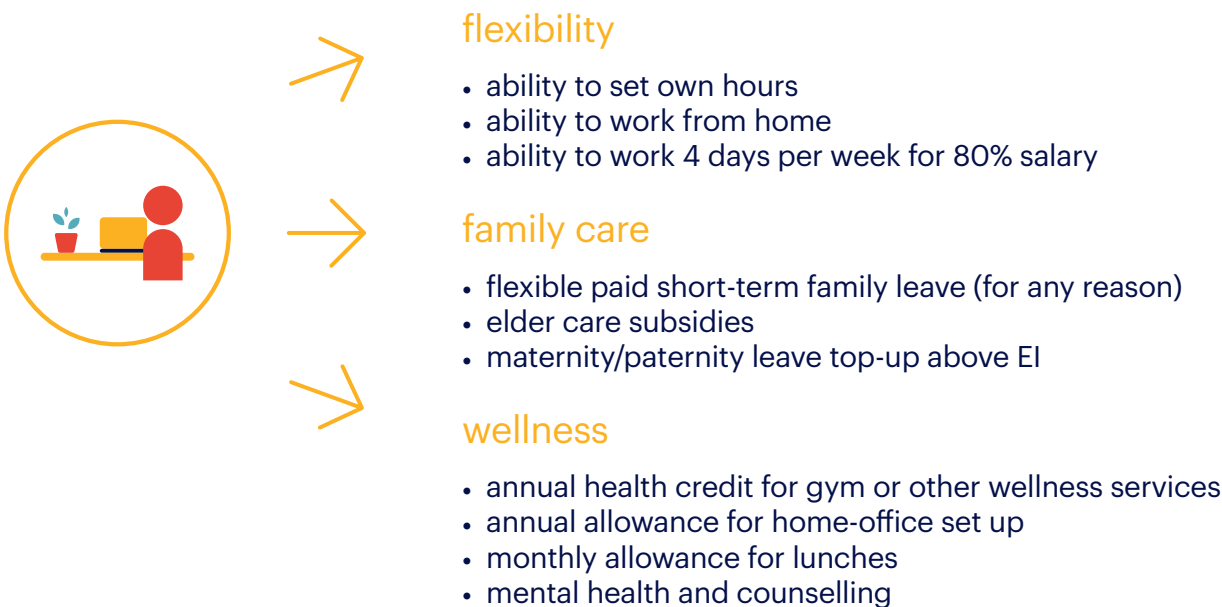 flexibility
• ability to set own hours
• ability to work from home
• ability to work 4 days per week for 80% salary
family care
• flexible paid short-term family leave (for any reason)
• elder care subsidies
• maternity/paternity leave top-up above EI
wellness
• annual health credit for gym or other wellness services
• annual allowance for home-office set up
• monthly allowance for lunches
• mental health and counselling